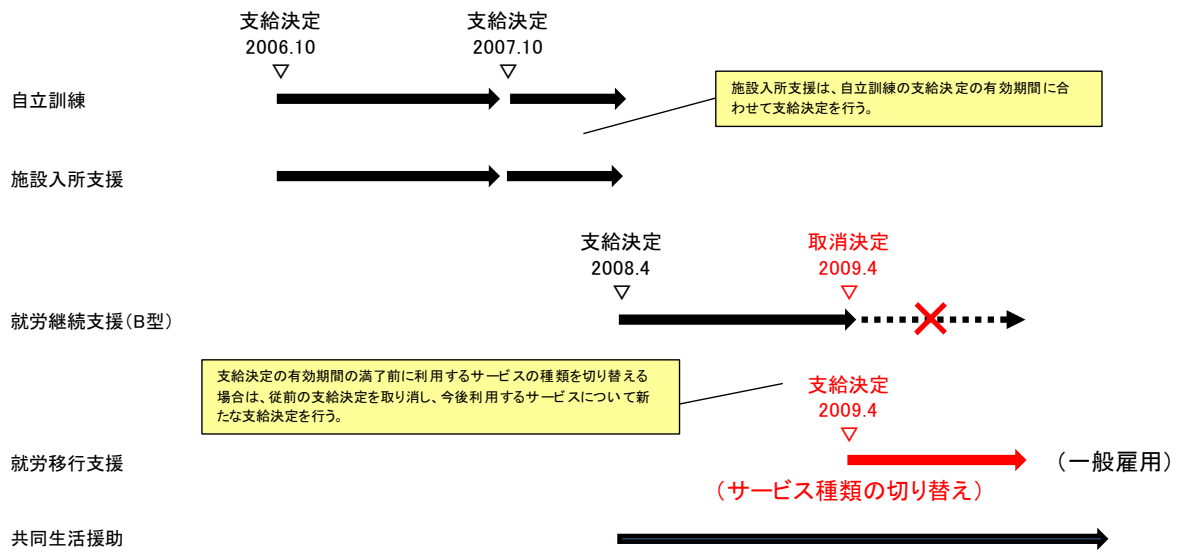 支給決定
2006.10
▽
支給決定
2007.10
▽
自立訓練
施設入所支援は、自立訓練の支給決定の有効期間に合
わせて支給決定を行う。
施設入所支援
支給決定
2008.4
▽
取消決定
2009.4
▽
就労継続支援(B型)
支給決定の有効期間の満了前に利用するサービスの種類を切り替える
場合は、従前の支給決定を取り消し、今後利用するサービスについて新
たな支給決定を行う。
支給決定
2009.4
▽
就労移行支援
(一般雇用)
(サービス種類の切り替え)
共同生活援助